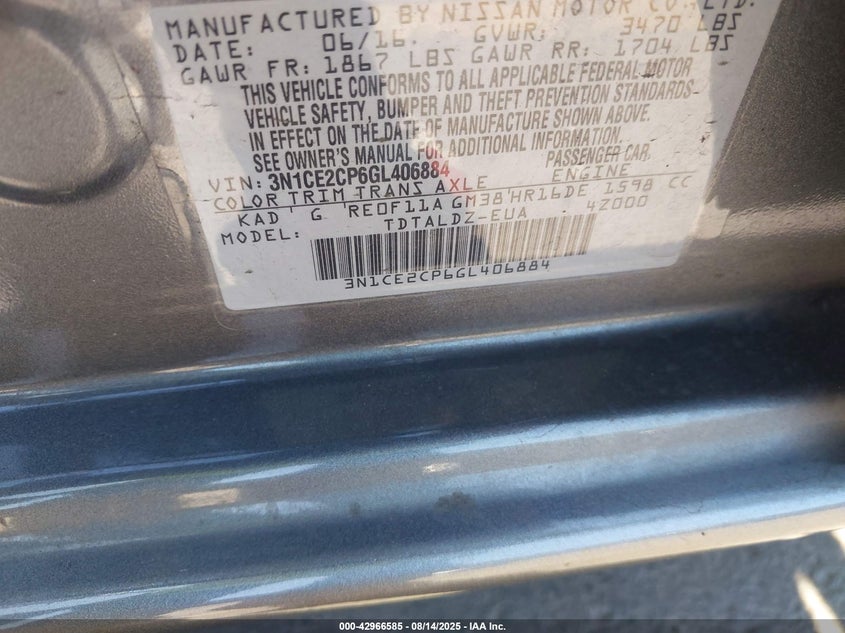 MANUFACTURED BY NISSAN MOTOR CO., LTD.
DATE: 06/16. GVWR: 3470 LBS
GAWR FR: 1867 LBS GAWR RR: 1704 LBS
THIS VEHICLE CONFORMS TO ALL APPLICABLE FEDERAL MOTOR
VEHICLE SAFETY, BUMPER AND THEFT PREVENTION STANDARDS
IN EFFECT ON THE DATE OF MANUFACTURE SHOWN ABOVE.
SEE OWNER'S MANUAL FOR ADDITIONAL INFORMATION.
VIN: 3N1CE2CP6GL406884 PASSENGER CAR
COLOR TRIM TRANS AXLE ENGINE
KAD G RE0F11A GM38 HR16DE 1598 CC
MODEL: TDTALDZ-EUA 4Z000
3N1CE2CP6GL406884
000-42966585 - 08/14/2025 - IAA Inc.